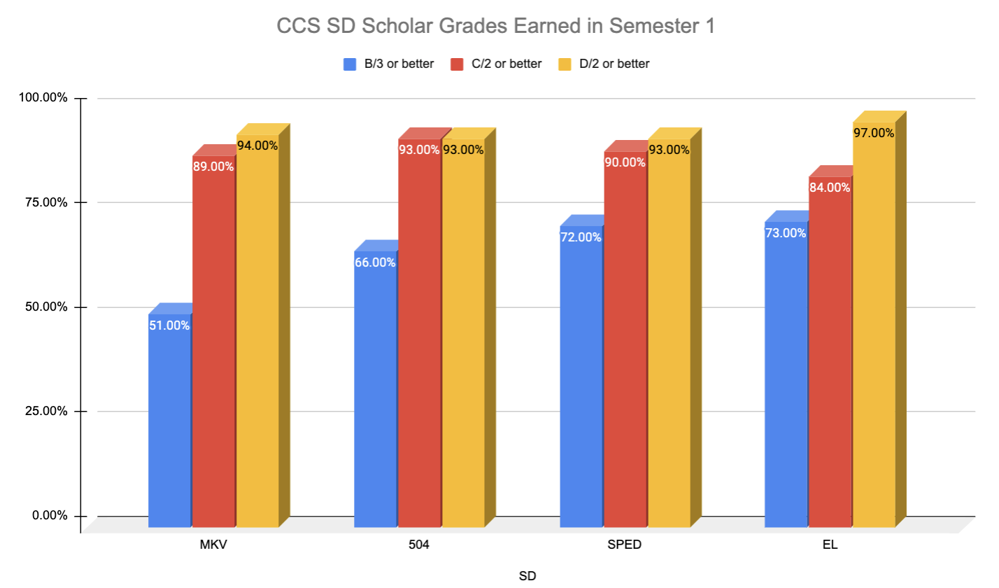 CCS SD Scholar Grades Earned in Semester 1
B/3 or better C/2 or better D/2 or better
100.00%
75.00%
50.00%
25.00%
0.00%
51.00% 89.00% 94.00%
66.00% 93.00% 93.00%
72.00% 90.00% 93.00%
73.00% 84.00% 97.00%
MKV 504 SPED EL
SD